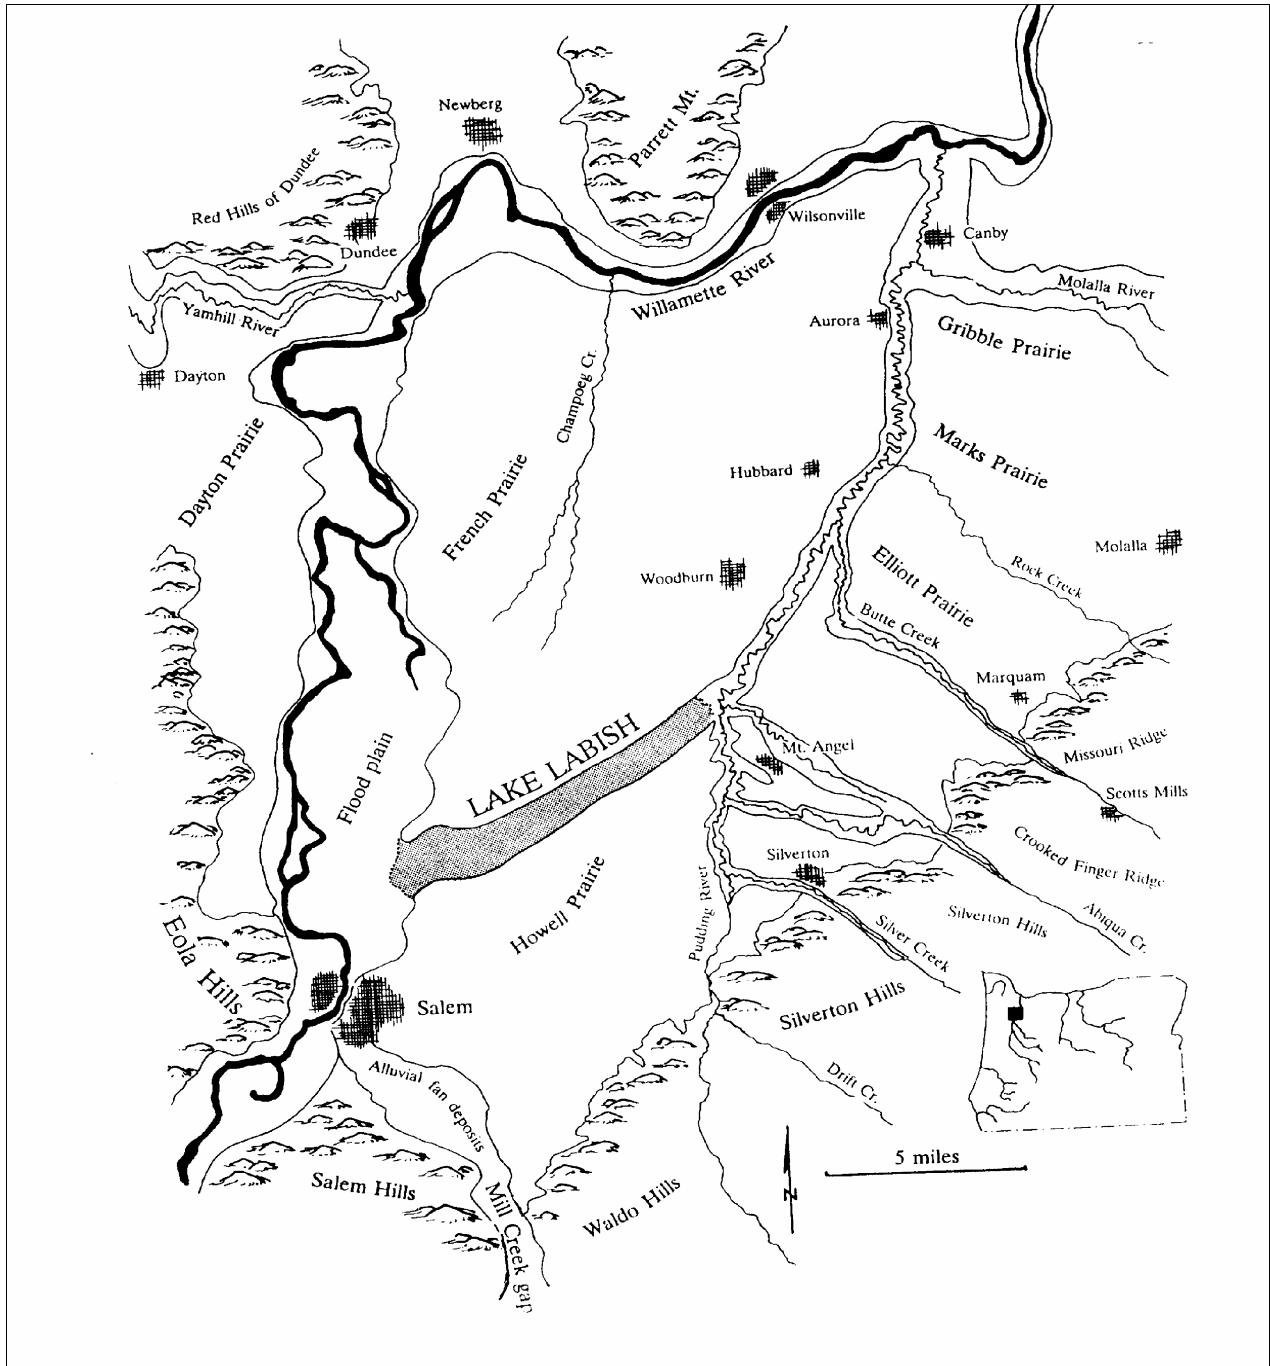 Newberg
Parrett Mt.
Red Hills of Dundee
Wilsonville
Dundee
Canby
Willamette River
Molalla River
Yamhill River
Aurora
Gribble Prairie
Dayton
Champoeg Cr.
Dayton Prairie
Marks Prairie
Hubbard
French Prairie
Molalla
Elliott Prairie
Rock Creek
Woodburn
Butte Creek
Marquam
LAKE LABISH
Mt. Angel
Missouri Ridge
Flood plain
Scotts Mills
Crooked Finger Ridge
Silverton
Howell Prairie
Pudding River
Silverton Hills
Abiqua Cr.
Silver Creek
Eola Hills
Salem
Silverton Hills
Alluvial fan deposits
Drift Cr.
5 miles
Salem Hills
Waldo Hills
N
Mill Creek gap